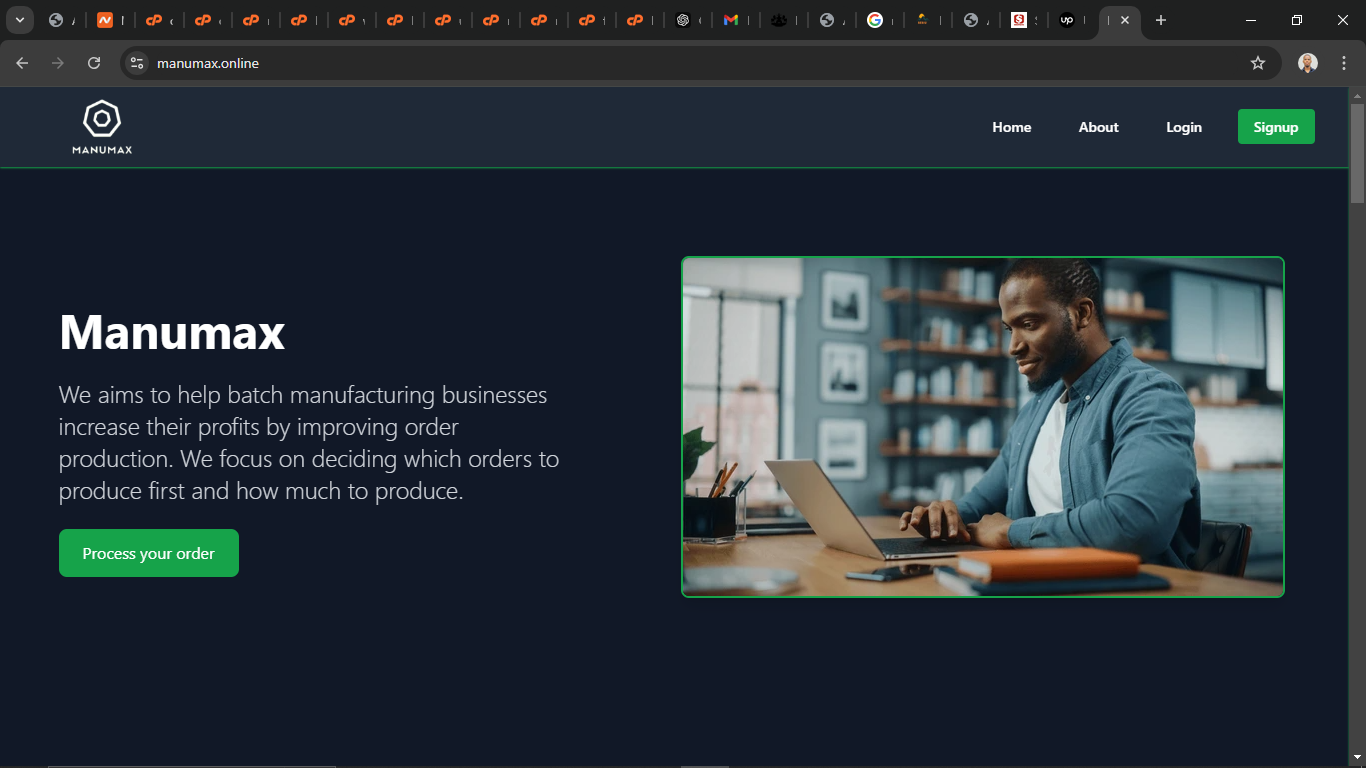 manumax.online
MANUMAX
Home
About
Login
Signup
Manumax
We aims to help batch manufacturing businesses
increase their profits by improving order
production. We focus on deciding which orders to
produce first and how much to produce.
Process your order